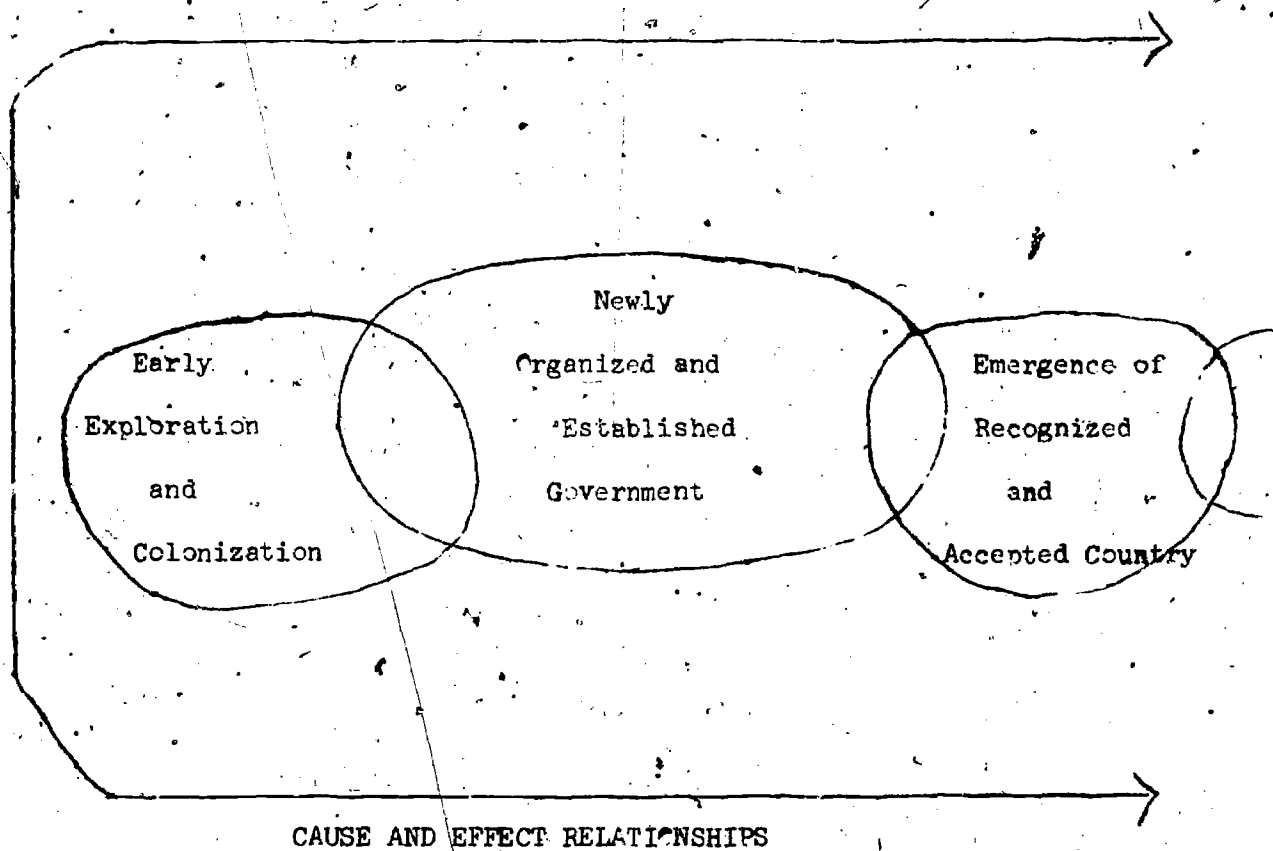 Early
Exploration
and
Colonization
Newly
Organized and
Established
Government
Emergence of
Recognized
and
Accepted Country
CAUSE AND EFFECT RELATIONSHIPS